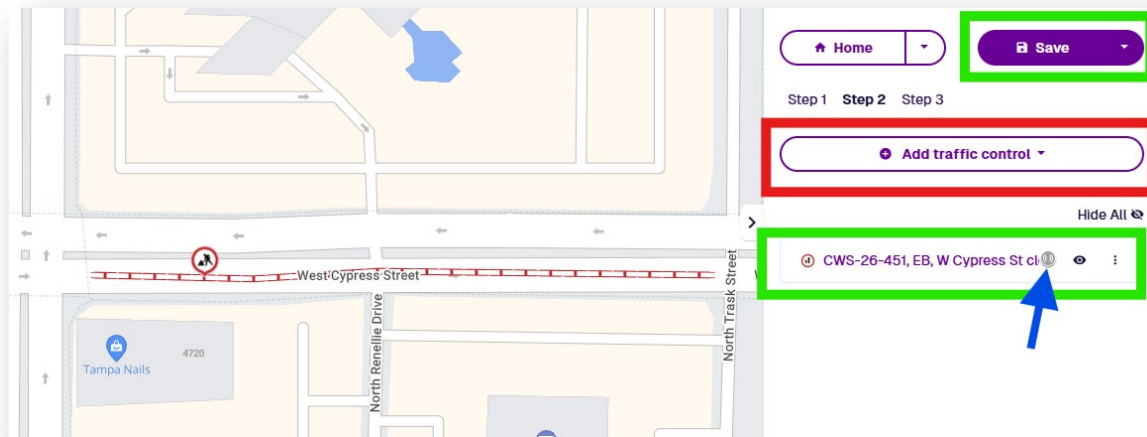 Home
Save
Step 1 Step 2 Step 3
Add traffic control
Hide All
CWS-26-451, EB, W Cypress St cl
West Cypress Street
North Renellie Drive
North Trask Street
4720
Tampa Nails